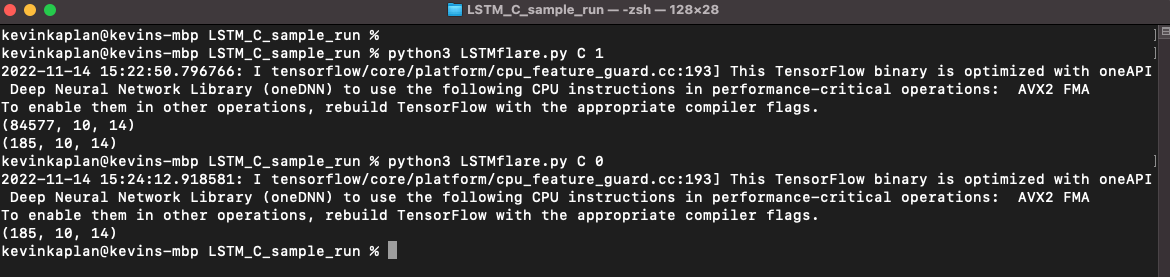 LSTM_C_sample_run — -zsh — 128×28
kevinkaplan@kevins-mbp LSTM_C_sample_run %
kevinkaplan@kevins-mbp LSTM_C_sample_run % python3 LSTMflare.py C 1
2022-11-14 15:22:50.796766: I tensorflow/core/platform/cpu_feature_guard.cc:193] This TensorFlow binary is optimized with oneAPI
 Deep Neural Network Library (oneDNN) to use the following CPU instructions in performance-critical operations:  AVX2 FMA
To enable them in other operations, rebuild TensorFlow with the appropriate compiler flags.
(84577, 10, 14)
(185, 10, 14)
kevinkaplan@kevins-mbp LSTM_C_sample_run % python3 LSTMflare.py C 0
2022-11-14 15:24:12.918581: I tensorflow/core/platform/cpu_feature_guard.cc:193] This TensorFlow binary is optimized with oneAPI
 Deep Neural Network Library (oneDNN) to use the following CPU instructions in performance-critical operations:  AVX2 FMA
To enable them in other operations, rebuild TensorFlow with the appropriate compiler flags.
(185, 10, 14)
kevinkaplan@kevins-mbp LSTM_C_sample_run %